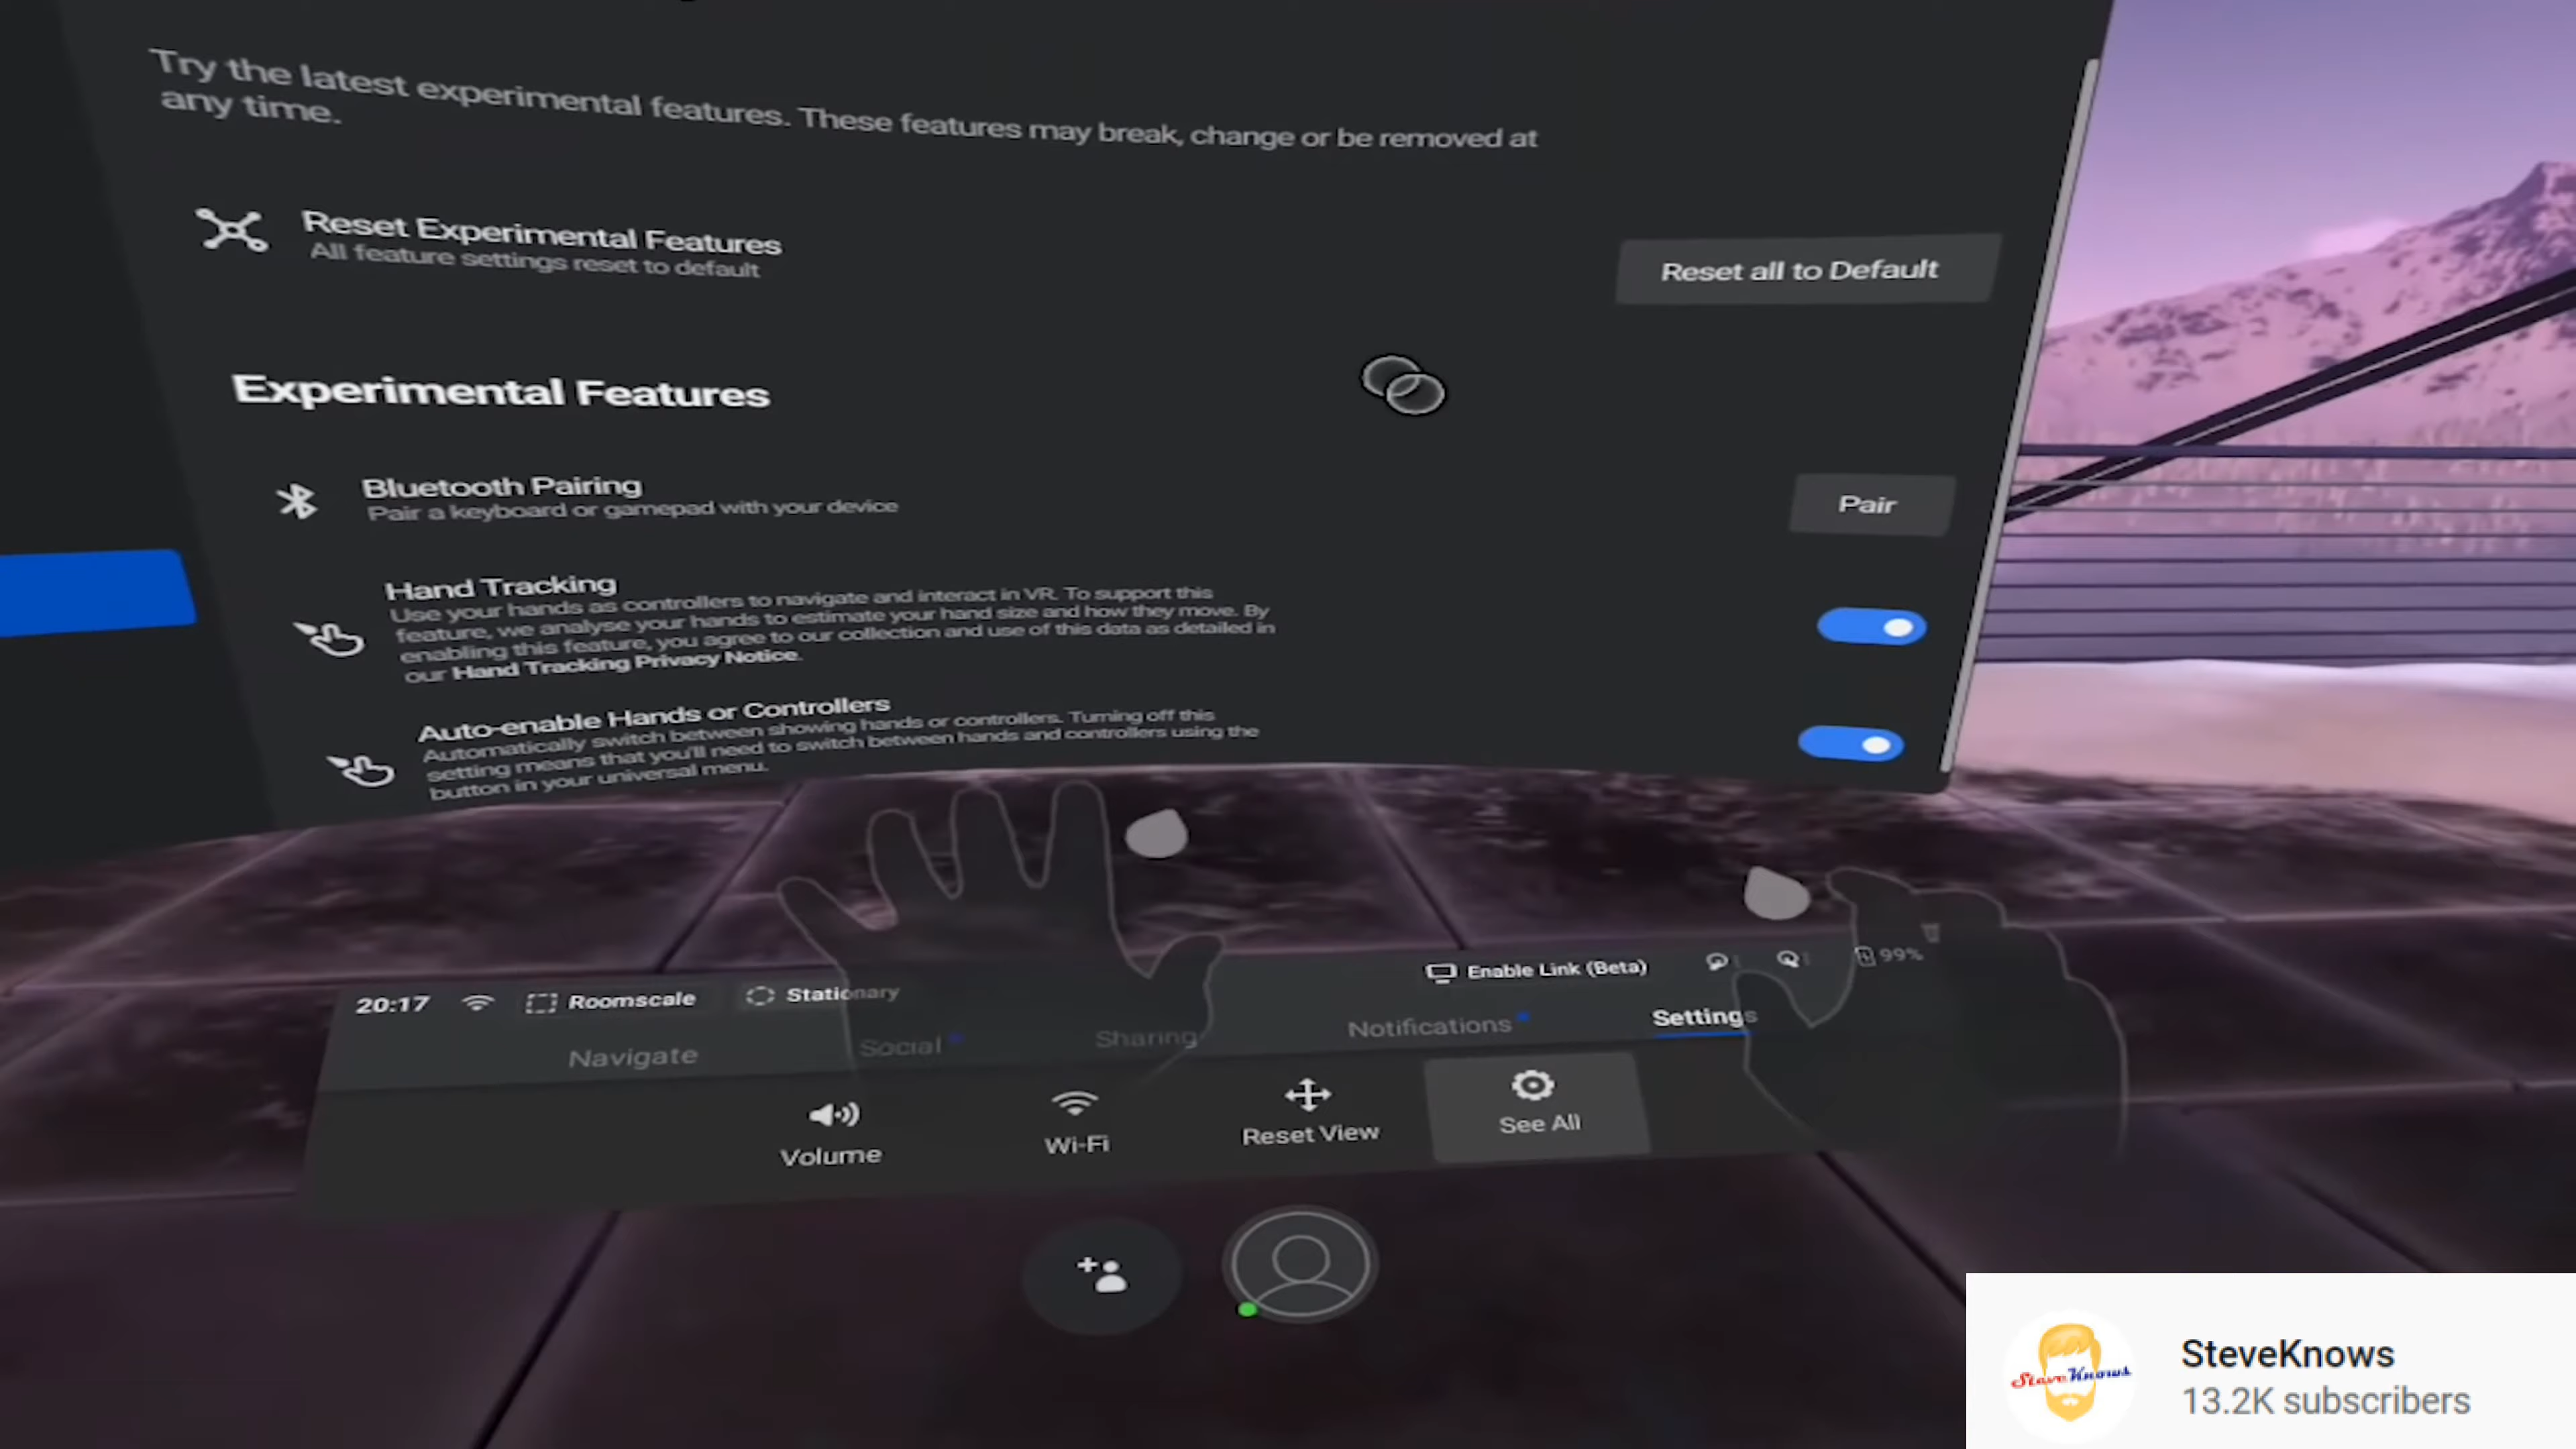 Try the latest experimental features. These features may break, change or be removed at
any time.
Reset Experimental Features
All feature settings reset to default
Reset all to Default
Experimental Features
Bluetooth Pairing
Pair a keyboard or gamepad with your device
Pair
Hand Tracking
Use your hands as controllers to navigate and interact in VR. To support this
feature, we analyse your hands to estimate your hand size and how they move. By
enabling this feature, you agree to our collection and use of this data as detailed in
our Hand Tracking Privacy Notice.
Auto-enable Hands or Controllers
Automatically switch between showing hands or controllers. Turning off this
setting means that you'll need to switch between hands and controllers using the
button in your universal menu.
20:17
Roomscale
Stationary
Enable Link (Beta)
99%
Navigate
Social
Sharing
Notifications
Settings
Volume
Wi-Fi
Reset View
See All
SteveKnows
SteveKnows
13.2K subscribers